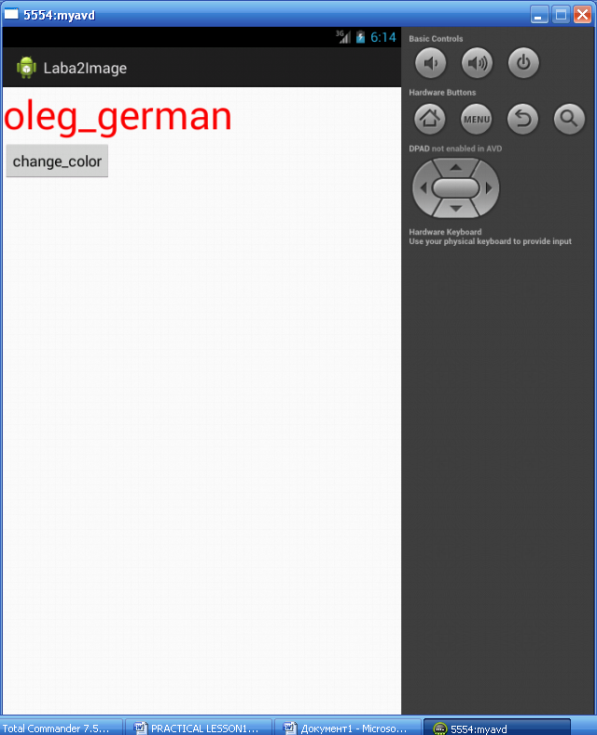 5554:myavd
3G 6:14
Laba2Image
oleg_german
change_color
Basic Controls
Hardware Buttons
MENU
DPAD not enabled in AVD
Hardware Keyboard
Use your physical keyboard to provide input
Total Commander 7.5...
PRACTICAL LESSON1...
Документ1 - Microso...
5554:myavd